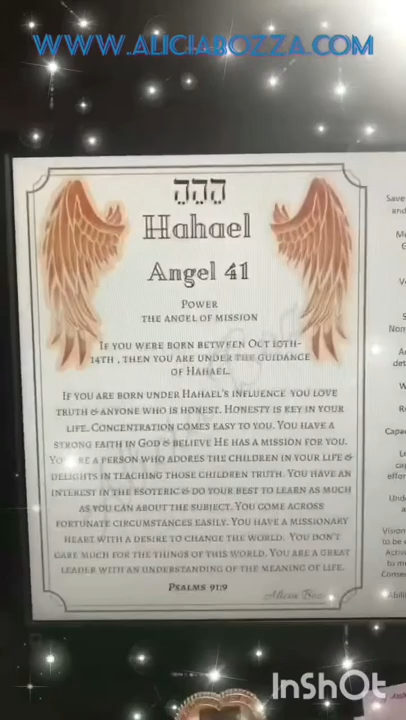 WWW.ALICIABOZZA.COM
הֵהֵהֵ
Hahael
Angel 41
POWER
THE ANGEL OF MISSION
IF YOU WERE BORN BETWEEN OCT 10TH-
14TH , THEN YOU ARE UNDER THE GUIDANCE
OF HAHAEL.
IF YOU ARE BORN UNDER HAHAEL'S INFLUENCE YOU LOVE
TRUTH & ANYONE WHO IS HONEST. HONESTY IS KEY IN YOUR
LIFE. CONCENTRATION COMES EASY TO YOU. YOU HAVE A
STRONG FAITH IN GOD & BELIEVE HE HAS A MISSION FOR YOU.
YOU ARE A PERSON WHO ADORES THE CHILDREN IN YOUR LIFE &
DELIGHTS IN TEACHING THOSE CHILDREN TRUTH. YOU HAVE AN
INTEREST IN THE ESOTERIC & DO YOUR BEST TO LEARN AS MUCH
AS YOU CAN ABOUT THE SUBJECT. YOU COME ACROSS
FORTUNATE CIRCUMSTANCES EASILY. YOU HAVE A MISSIONARY
HEART WITH A DESIRE TO CHANGE THE WORLD. YOU DON'T
CARE MUCH FOR THE THINGS OF THIS WORLD. YOU ARE A GREAT
LEADER WITH AN UNDERSTANDING OF THE MEANING OF LIFE.
PSALMS 91:9
Alicia
InShOt